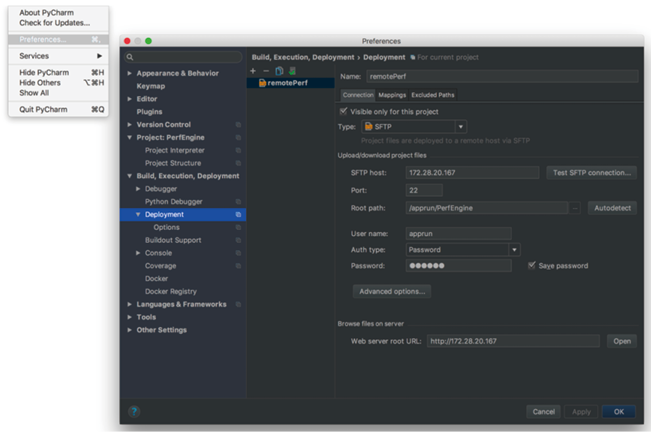 About PyCharm
Check for Updates...
Preferences... ⌘,
Services
Hide PyCharm ⌘H
Hide Others ⌥⌘H
Show All
Quit PyCharm ⌘Q
Preferences
Build, Execution, Deployment › Deployment For current project
Appearance & Behavior
Keymap
Editor
Plugins
Version Control
Project: PerfEngine
Project Interpreter
Project Structure
Build, Execution, Deployment
Debugger
Python Debugger
Deployment
Options
Buildout Support
Console
Coverage
Docker
Docker Registry
Languages & Frameworks
Tools
Other Settings
remotePerf
Name: remotePerf
Connection Mappings Excluded Paths
Visible only for this project
Type: SFTP
Project files are deployed to a remote host via SFTP
Upload/download project files
SFTP host: 172.28.20.167 Test SFTP connection...
Port: 22
Root path: /apprun/PerfEngine ... Autodetect
User name: apprun
Auth type: Password
Password: ●●●●●● Save password
Advanced options...
Browse files on server
Web server root URL: http://172.28.20.167 Open
? Cancel Apply OK